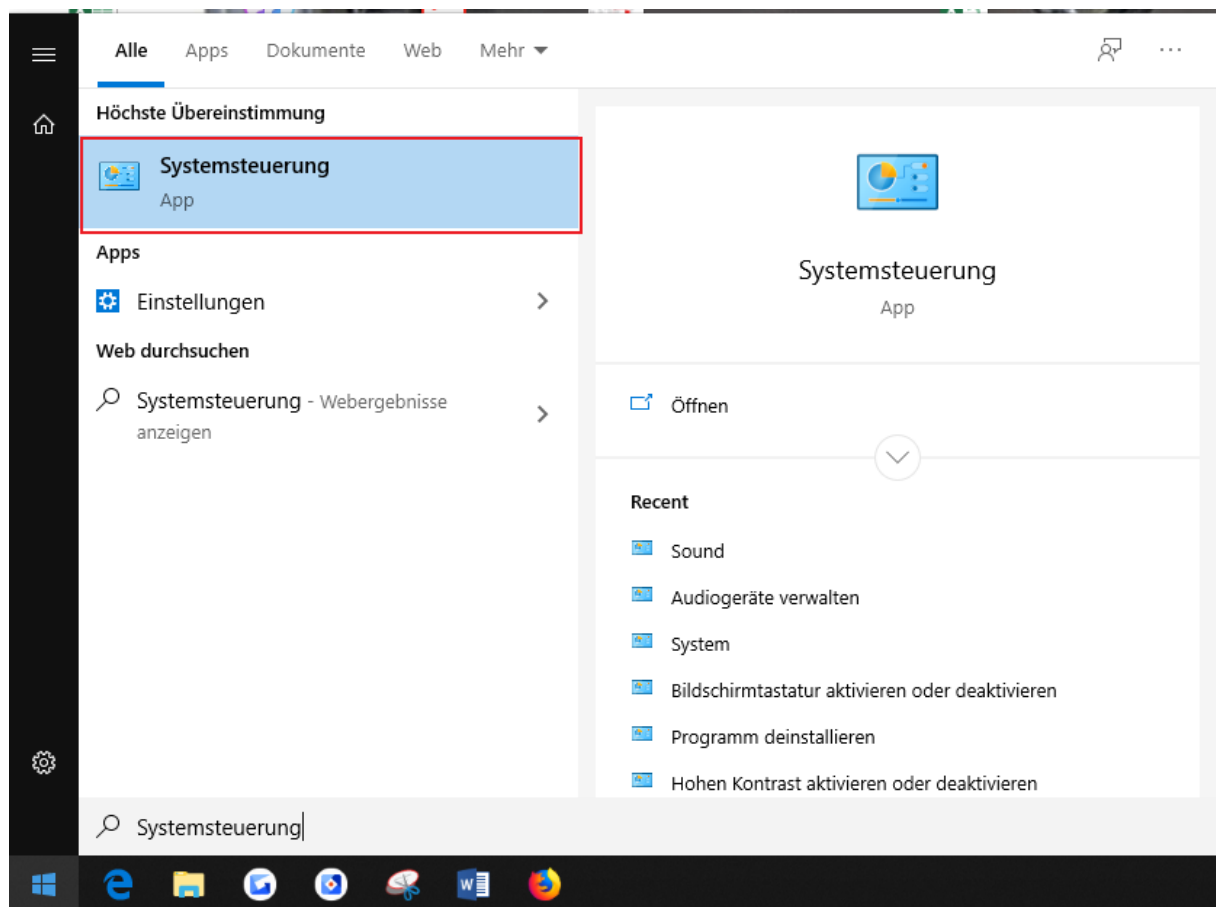 Alle Apps Dokumente Web Mehr
Höchste Übereinstimmung
Systemsteuerung
App
Apps
Einstellungen
Web durchsuchen
Systemsteuerung - Webergebnisse
anzeigen
Systemsteuerung
App
Öffnen
Recent
Sound
Audiogeräte verwalten
System
Bildschirmtastatur aktivieren oder deaktivieren
Programm deinstallieren
Hohen Kontrast aktivieren oder deaktivieren
Systemsteuerung